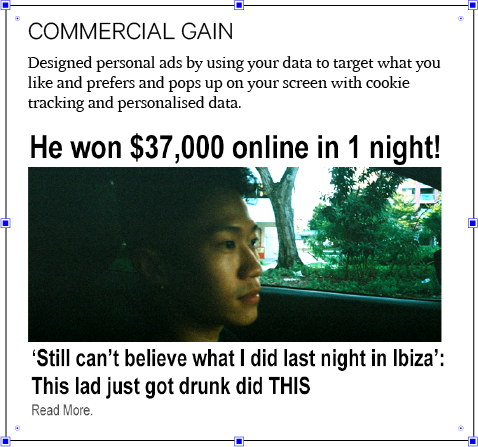 COMMERCIAL GAIN
Designed personal ads by using your data to target what you
like and prefers and pops up on your screen with cookie
tracking and personalised data.
He won $37,000 online in 1 night!
‘Still can’t believe what I did last night in Ibiza’:
This lad just got drunk did THIS
Read More.